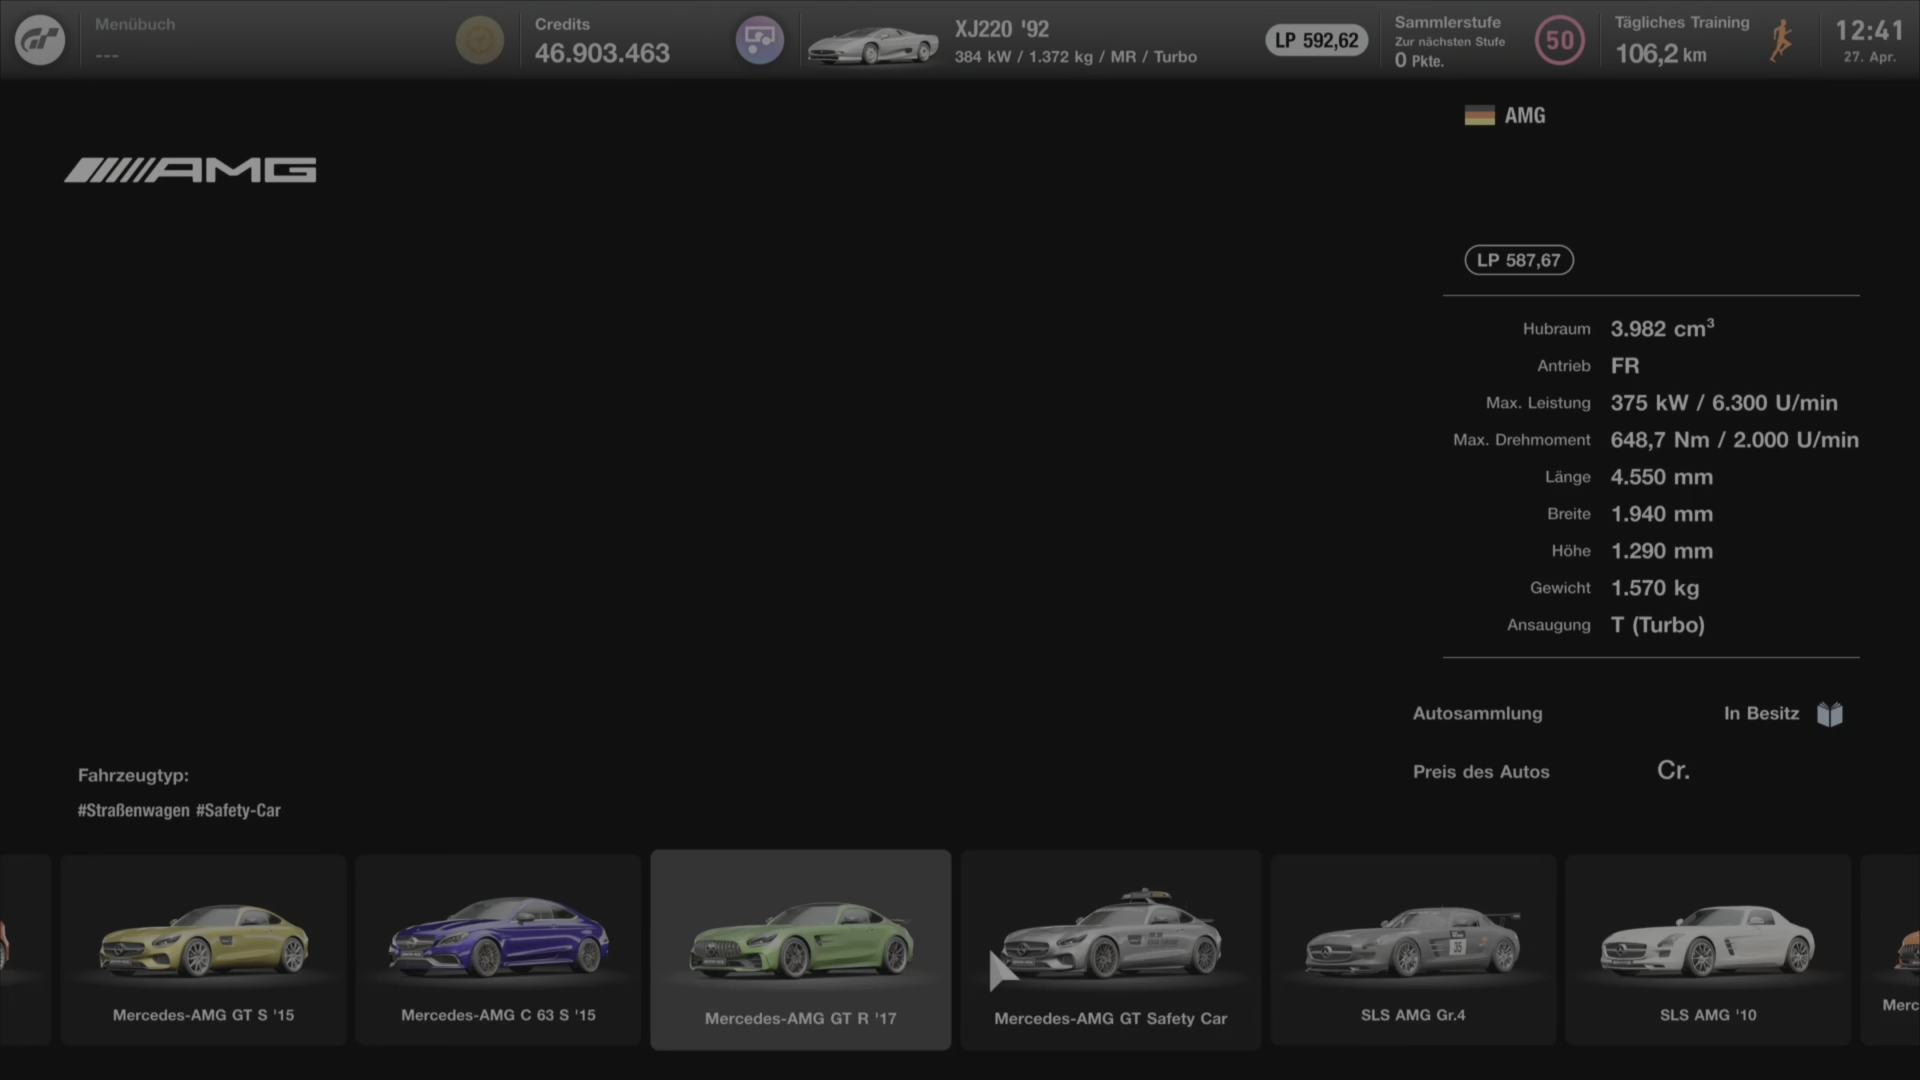 Menübuch
---
Credits
46.903.463
XJ220 '92
384 kW / 1.372 kg / MR / Turbo
LP 592,62
Sammlerstufe
Zur nächsten Stufe
0 Pkte.
50
Tägliches Training
106,2 km
12:41
27. Apr.
AMG
AMG
LP 587,67
Hubraum 3.982 cm³
Antrieb FR
Max. Leistung 375 kW / 6.300 U/min
Max. Drehmoment 648,7 Nm / 2.000 U/min
Länge 4.550 mm
Breite 1.940 mm
Höhe 1.290 mm
Gewicht 1.570 kg
Ansaugung T (Turbo)
Autosammlung In Besitz
Preis des Autos Cr.
Fahrzeugtyp:
#Straßenwagen #Safety-Car
Mercedes-AMG GT S '15
Mercedes-AMG C 63 S '15
Mercedes-AMG GT R '17
Mercedes-AMG GT Safety Car
35
SLS AMG Gr.4
SLS AMG '10
Merc